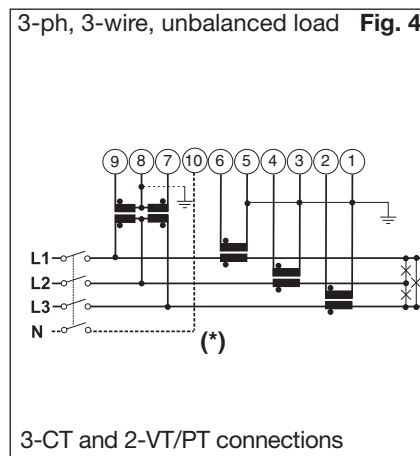 3-ph, 3-wire, unbalanced load Fig. 4
9 8 7 10 6 5 4 3 2 1
L1
L2
L3
N
(*)
3-CT and 2-VT/PT connections